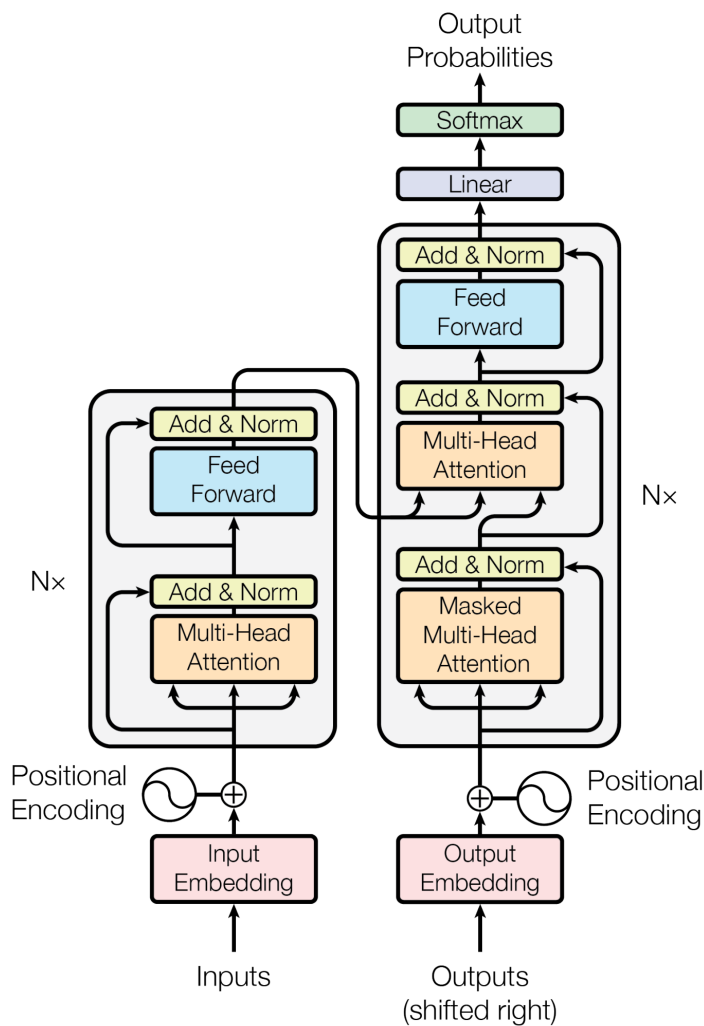 Output
Probabilities
Softmax
Linear
Add & Norm
Feed
Forward
Add & Norm
Multi-Head
Attention
Add & Norm
Masked
Multi-Head
Attention
Nx
Add & Norm
Feed
Forward
Add & Norm
Multi-Head
Attention
N×
Positional
Encoding
Positional
Encoding
Input
Embedding
Output
Embedding
Inputs
Outputs
(shifted right)